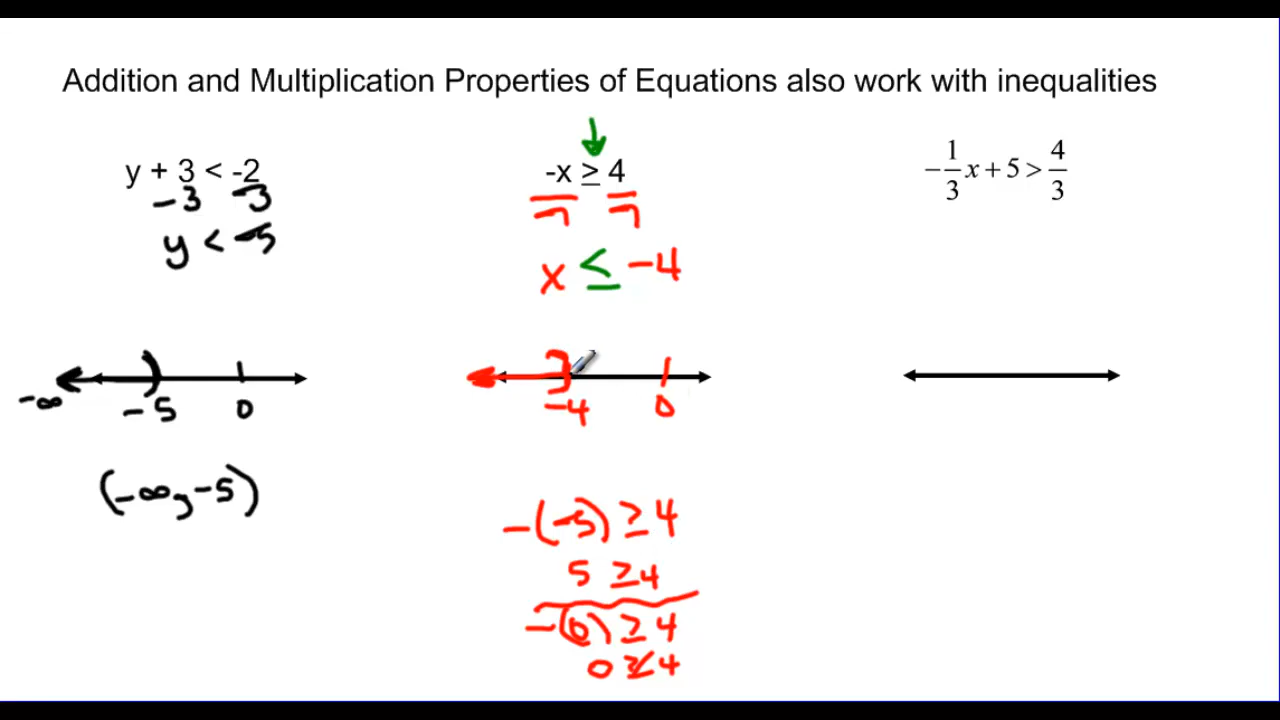 Addition and Multiplication Properties of Equations also work with inequalities
y + 3 < -2
-3 -3
y < -5
-∞ -5 0
(-∞, -5)
-x ≥ 4
-1 -1
x ≤ -4
-4 0
-(-5) ≥ 4
5 ≥ 4
-(0) ≥ 4
0 ≱ 4
-1/3 x + 5 > 4/3